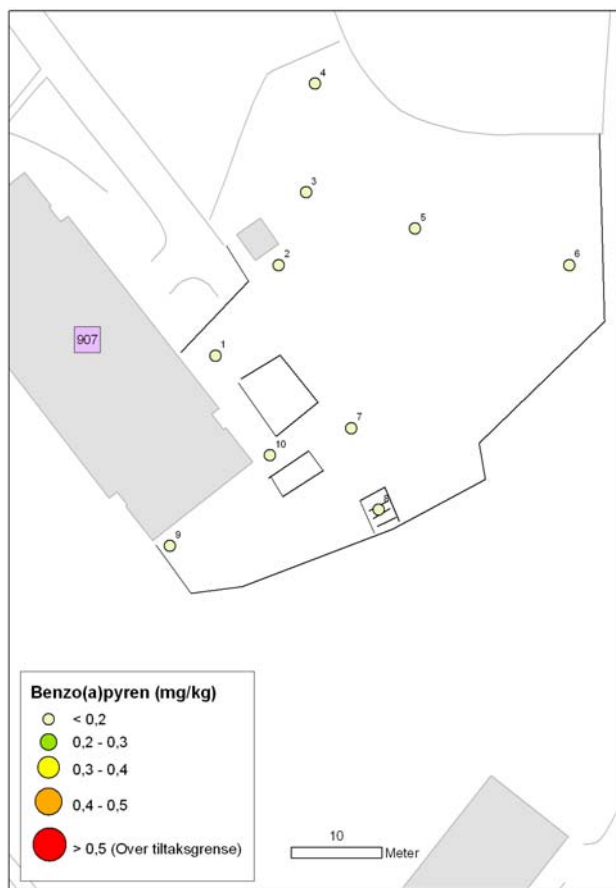 4
3
5
2
6
907
1
7
10
8
9
Benzo(a)pyren (mg/kg)
< 0,2
0,2 - 0,3
0,3 - 0,4
0,4 - 0,5
> 0,5 (Over tiltaksgrense)
10
Meter